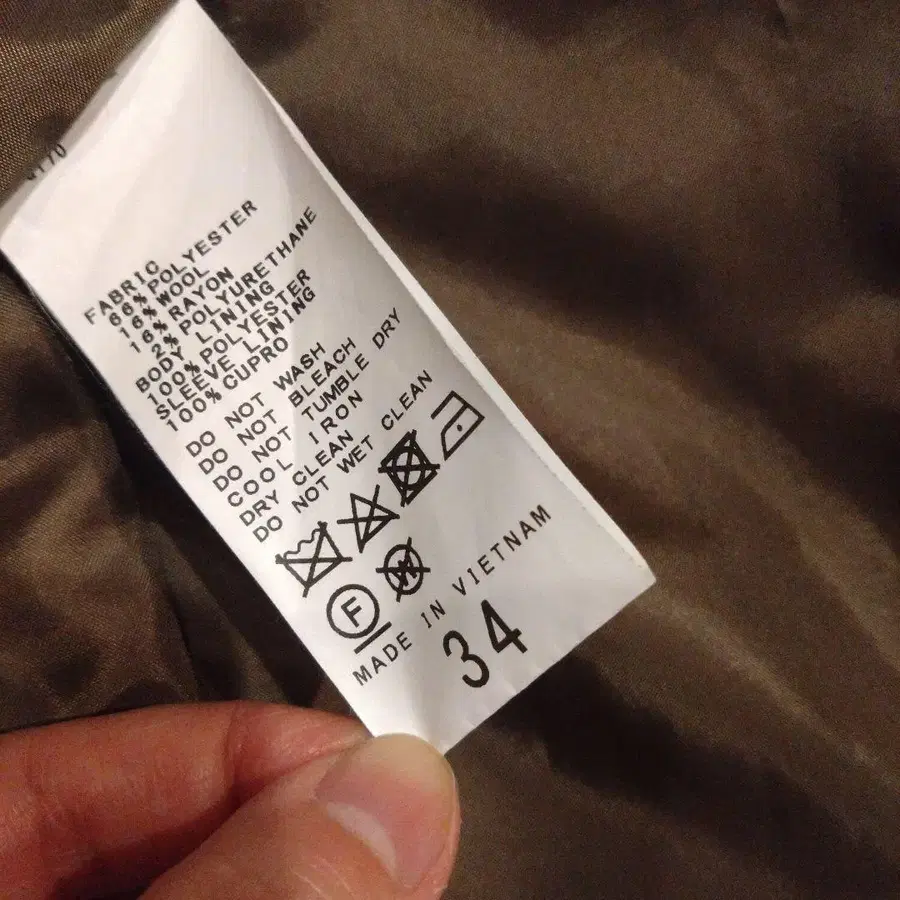 FABRIC
66% POLYESTER
16% WOOL
16% RAYON
2% POLYURETHANE
BODY LINING
100% POLYESTER
SLEEVE LINING
100% CUPRO
DO NOT WASH
DO NOT BLEACH
DO NOT TUMBLE DRY
COOL IRON
DRY CLEAN
DO NOT WET CLEAN
F W
MADE IN VIETNAM
34